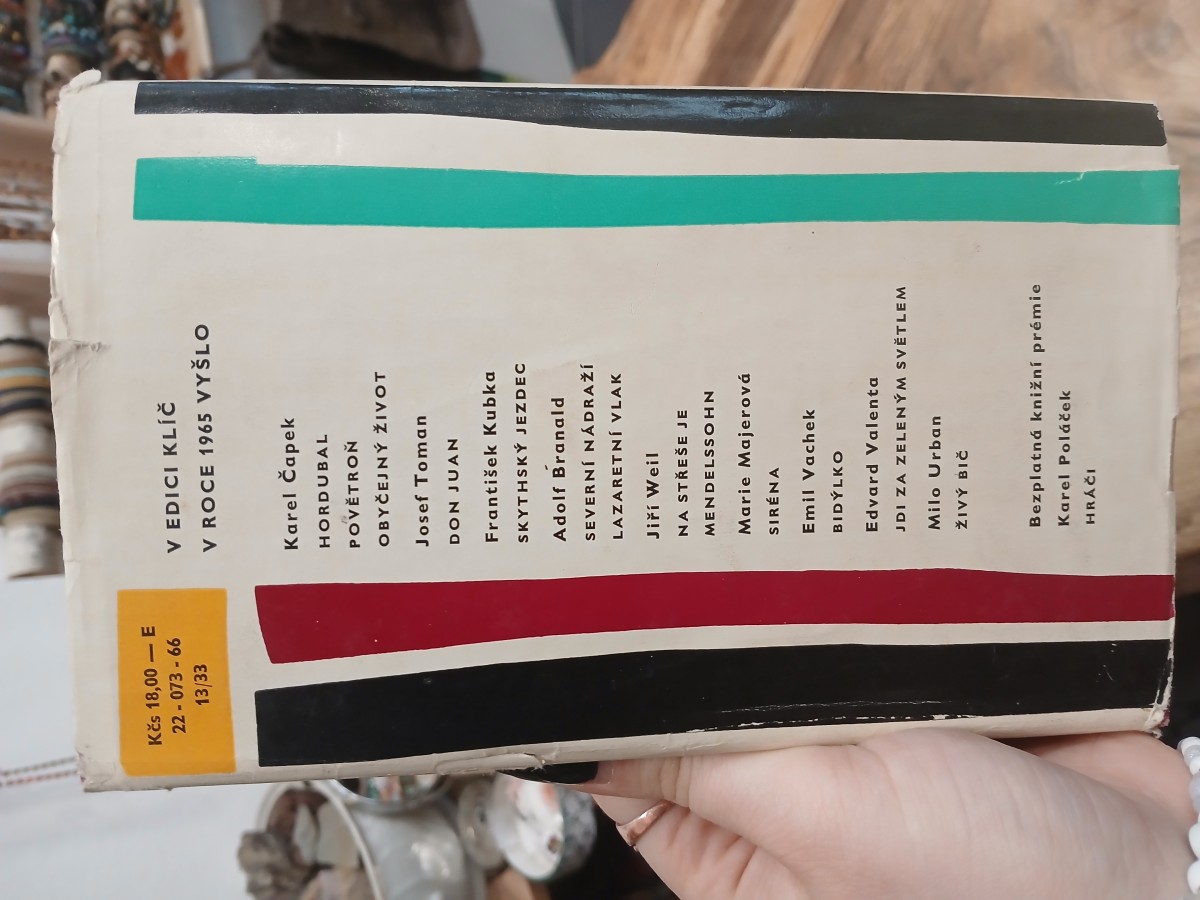 V EDICI KLÍČ
V ROCE 1965 VYŠLO
Karel Čapek
HORDUBAL
POVĚTROŇ
OBYČEJNÝ ŽIVOT
Josef Toman
DON JUAN
František Kubka
SKYTHSKÝ JEZDEC
Adolf Branald
SEVERNÍ NÁDRAŽÍ
LAZARETNÍ VLAK
Jiří Weil
NA STŘEŠE JE
MENDELSSOHN
Marie Majerová
SIRÉNA
Emil Vachek
BIDÝLKO
Edvard Valenta
JDI ZA ZELENÝM SVĚTLEM
Milo Urban
ŽIVÝ BIČ
Bezplatná knižní prémie
Karel Poláček
HRÁČI
Kčs 18,00 — E
22 - 073 - 66
13/33